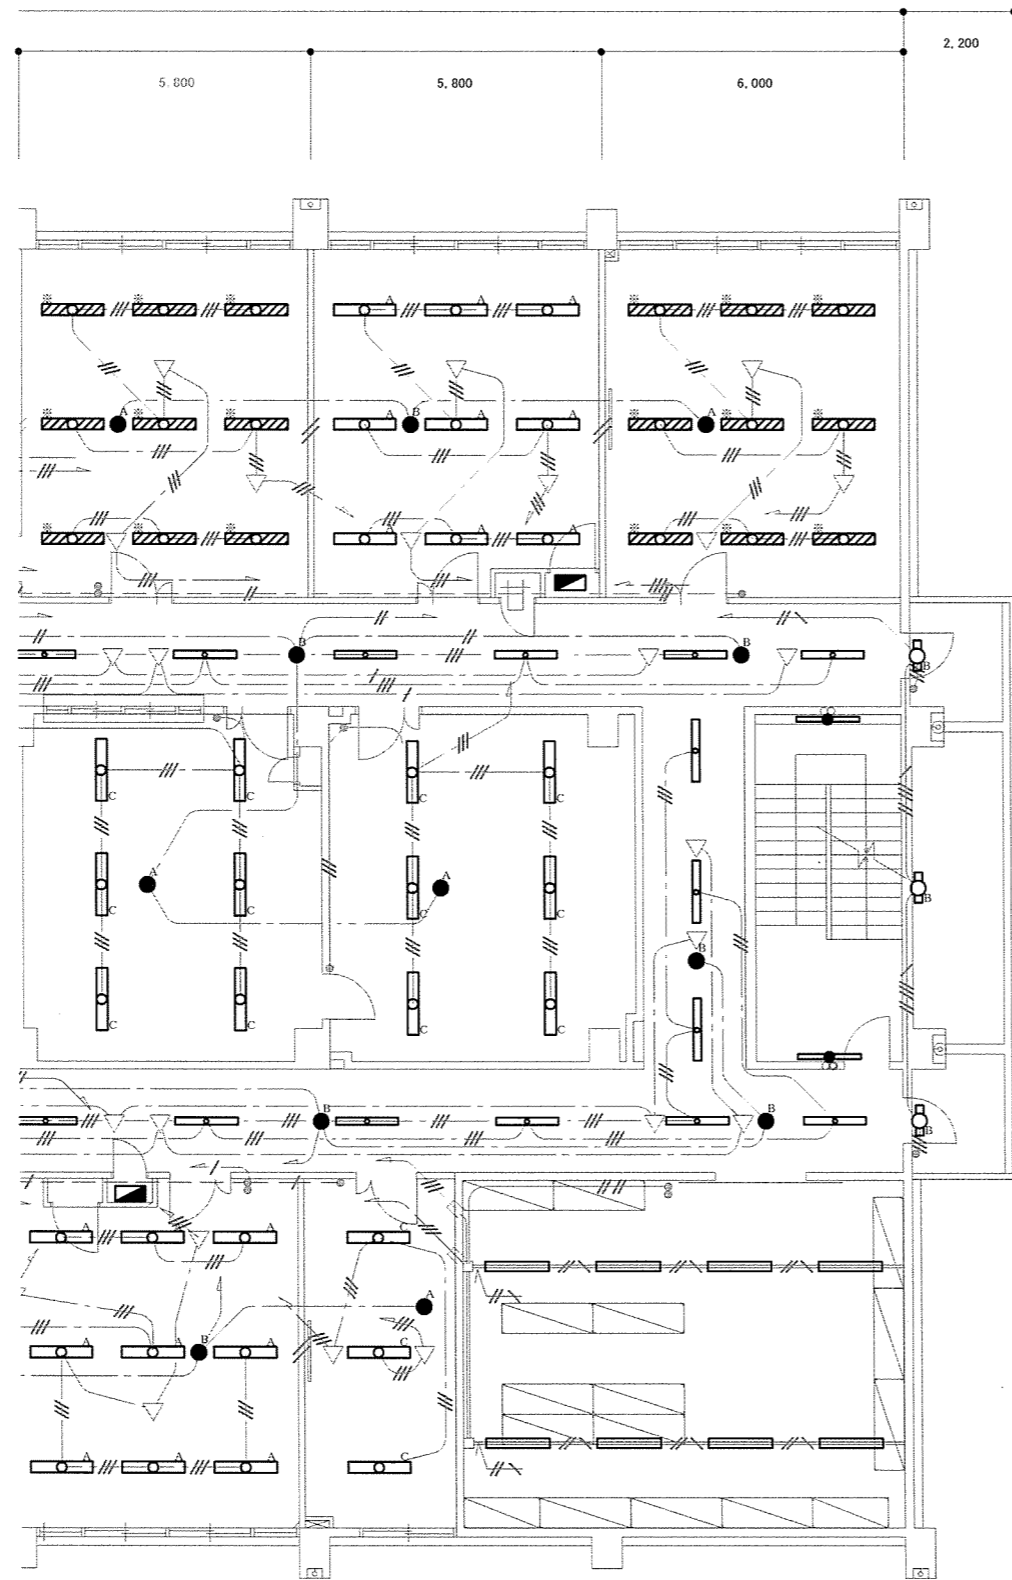 2,200
5,800 5,800 6,000
※ ※ ※ A A A ※ ※ ※
※ A ※ ※ A B A A ※ A ※ ※
※ ※ ※ A A A ※ ※ ※
B B B
C C C C
A A
C C C C
B B
C C C C
B B B
A A A C
A
A A B A C
A A A C